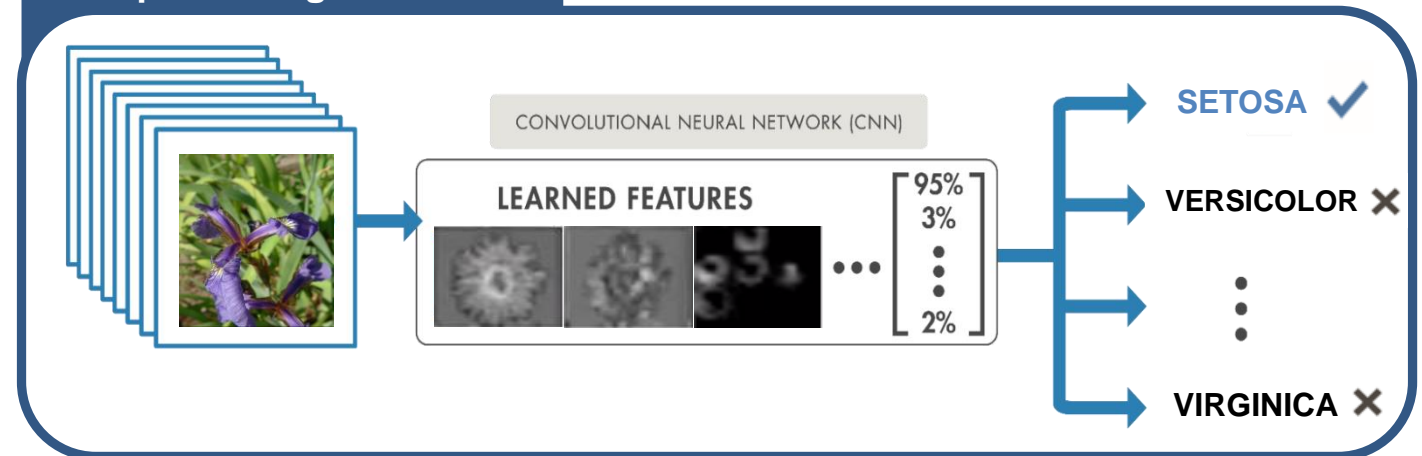 CONVOLUTIONAL NEURAL NETWORK (CNN)
LEARNED FEATURES
95%
3%
2%
SETOSA
VERSICOLOR
VIRGINICA